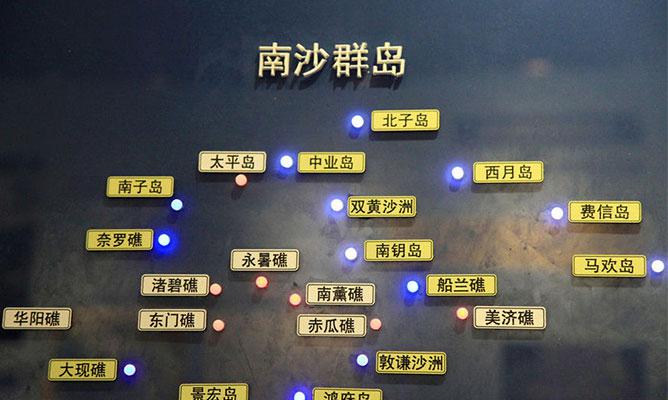 南沙群岛
北子岛
太平岛
中业岛
西月岛
南子岛
双黄沙洲
费信岛
奈罗礁
南钥岛
永暑礁
马欢岛
渚碧礁
南薰礁
船兰礁
华阳礁
东门礁
赤瓜礁
美济礁
大现礁
敦谦沙洲
景宏岛
鸿庥岛